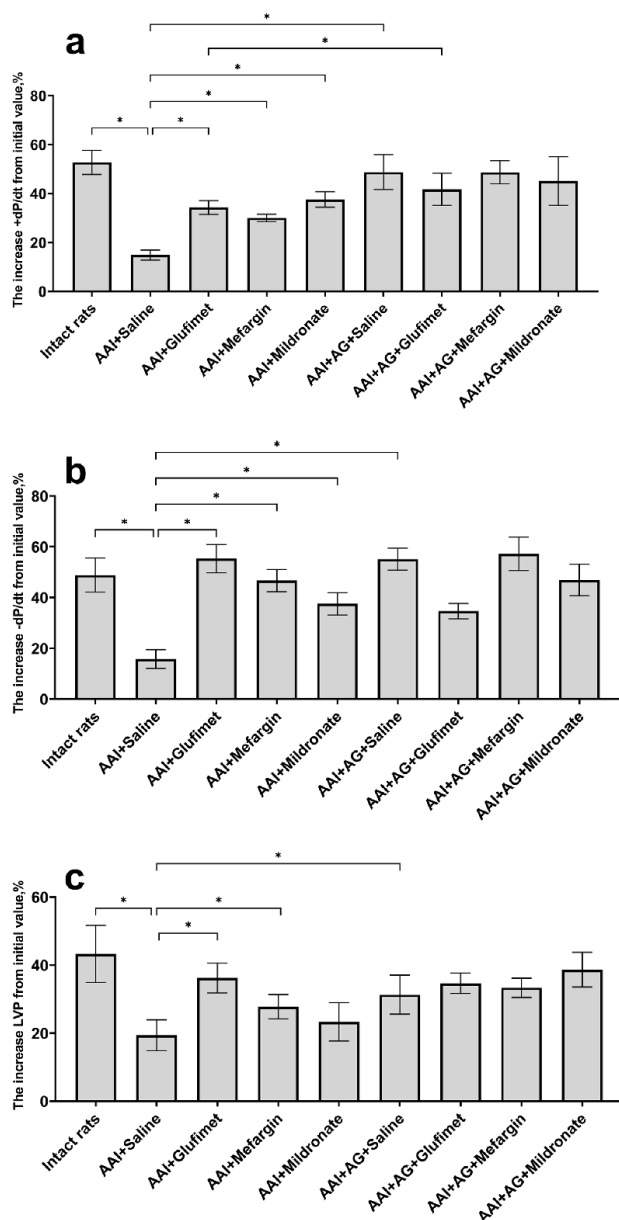 a
*
*
*
*
*
*
The increase +dP/dt from initial value,%
80
60
40
20
0
Intact rats
AAI+Saline
AAI+Glufimet
AAI+Mefargin
AAI+Mildronate
AAI+AG+Saline
AAI+AG+Glufimet
AAI+AG+Mefargin
AAI+AG+Mildronate
b
*
*
*
*
*
The increase -dP/dt from initial value,%
80
60
40
20
0
Intact rats
AAI+Saline
AAI+Glufimet
AAI+Mefargin
AAI+Mildronate
AAI+AG+Saline
AAI+AG+Glufimet
AAI+AG+Mefargin
AAI+AG+Mildronate
c
*
*
*
*
The increase LVP from initial value,%
60
40
20
0
Intact rats
AAI+Saline
AAI+Glufimet
AAI+Mefargin
AAI+Mildronate
AAI+AG+Saline
AAI+AG+Glufimet
AAI+AG+Mefargin
AAI+AG+Mildronate